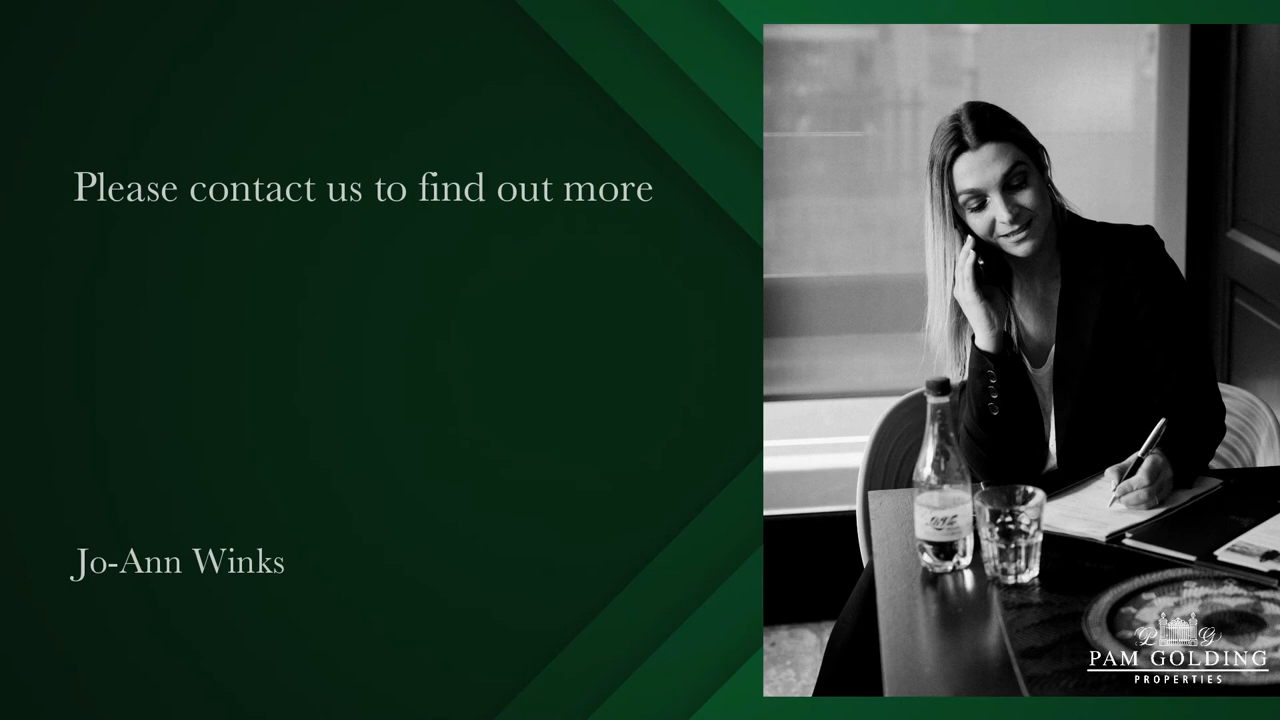 Please contact us to find out more
Jo-Ann Winks
P G
PAM GOLDING
PROPERTIES